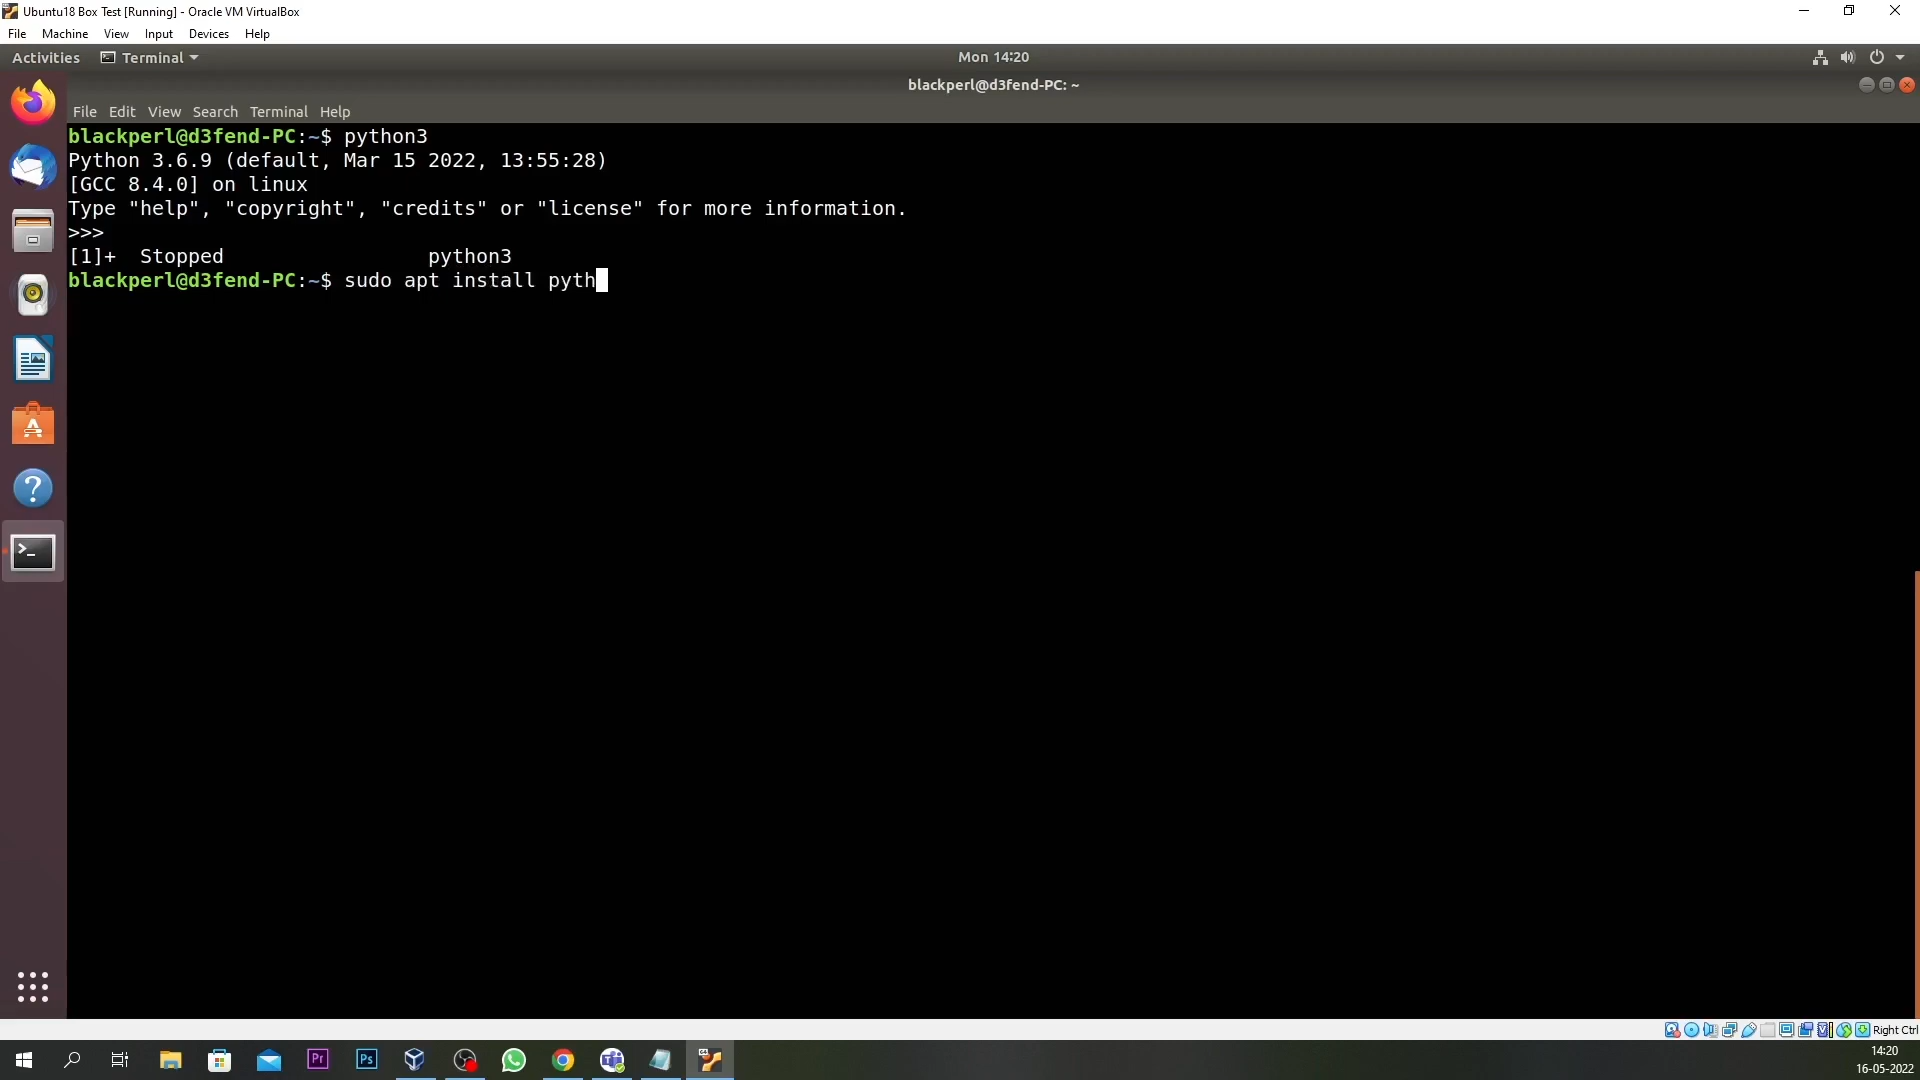 Ubuntu18 Box Test [Running] - Oracle VM VirtualBox
File Machine View Input Devices Help
Activities Terminal Mon 14:20
blackperl@d3fend-PC: ~
File Edit View Search Terminal Help
blackperl@d3fend-PC:~$ python3
Python 3.6.9 (default, Mar 15 2022, 13:55:28)
[GCC 8.4.0] on linux
Type "help", "copyright", "credits" or "license" for more information.
>>>
[1]+  Stopped                 python3
blackperl@d3fend-PC:~$ sudo apt install pyth
Right Ctrl
Pr Ps
14:20
16-05-2022